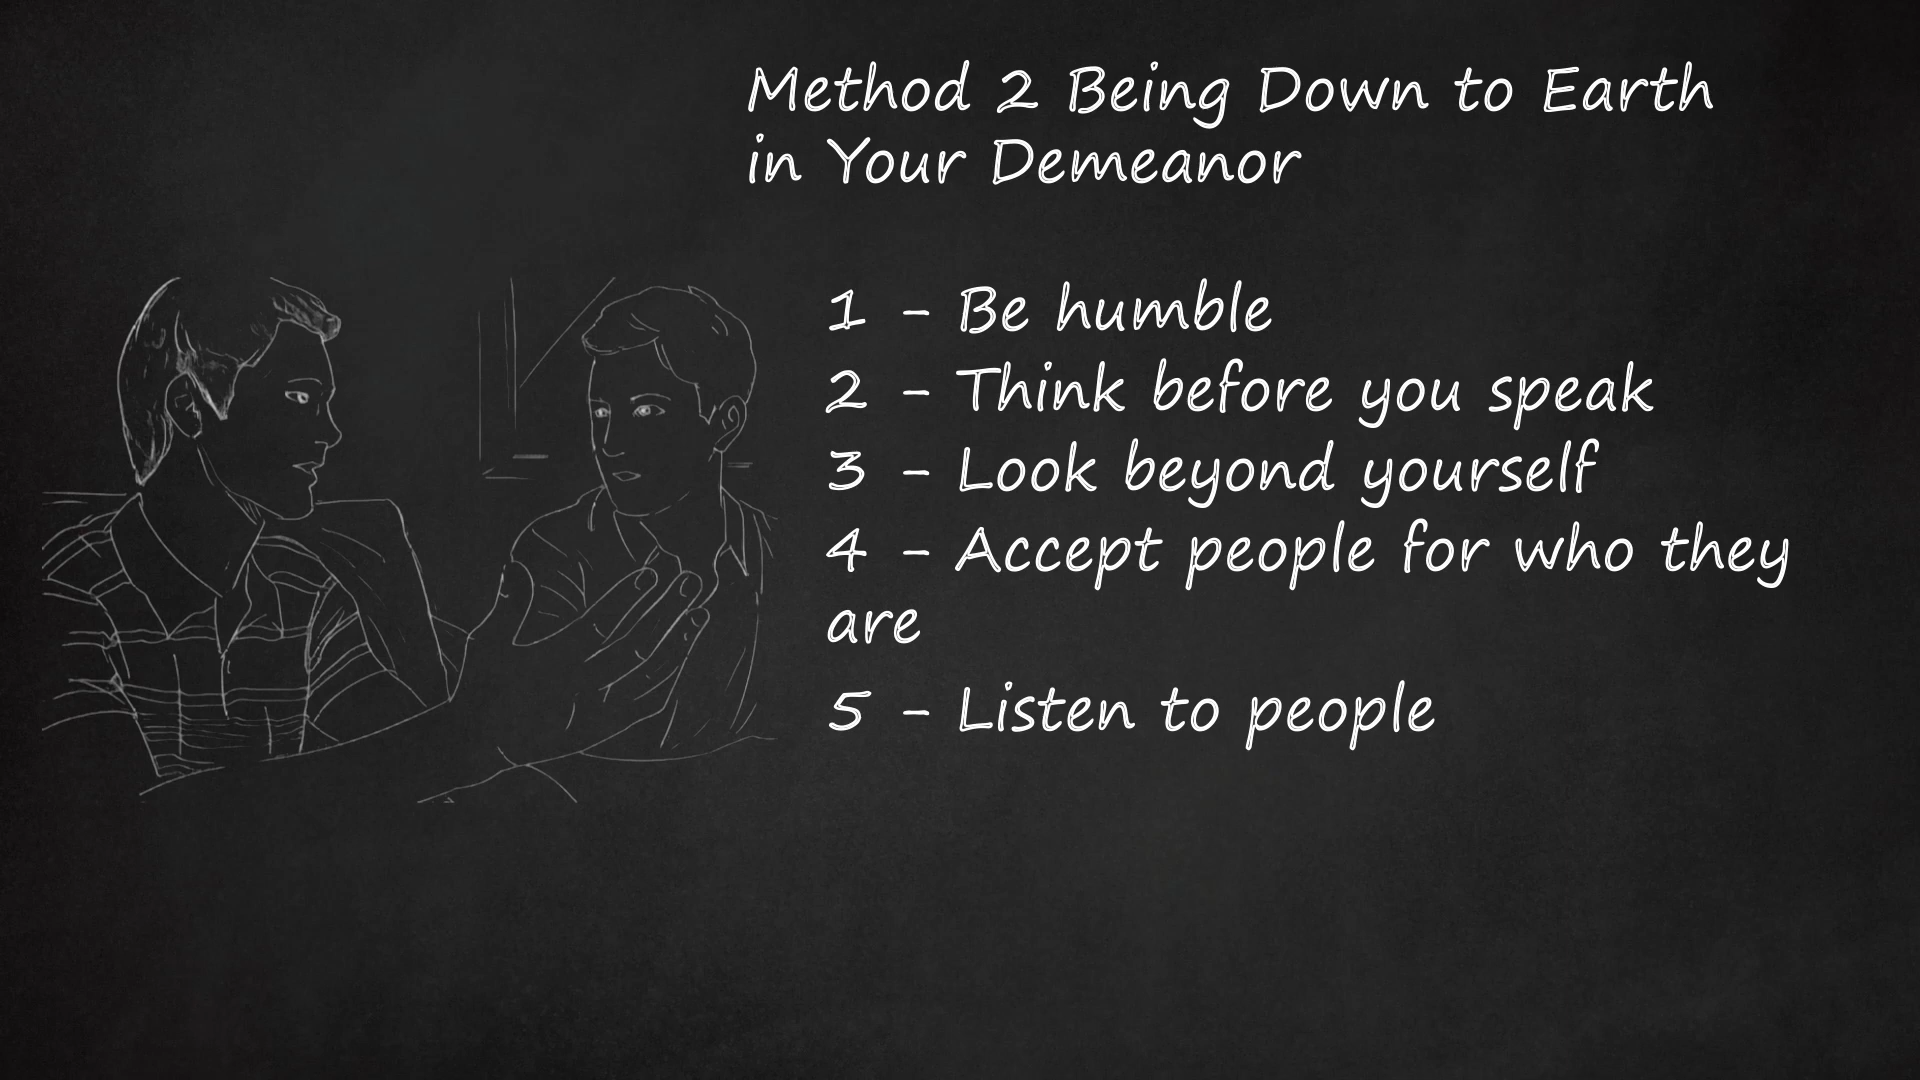 Method 2 Being Down to Earth
in Your Demeanor
1 - Be humble
2 - Think before you speak
3 - Look beyond yourself
4 - Accept people for who they
are
5 - Listen to people